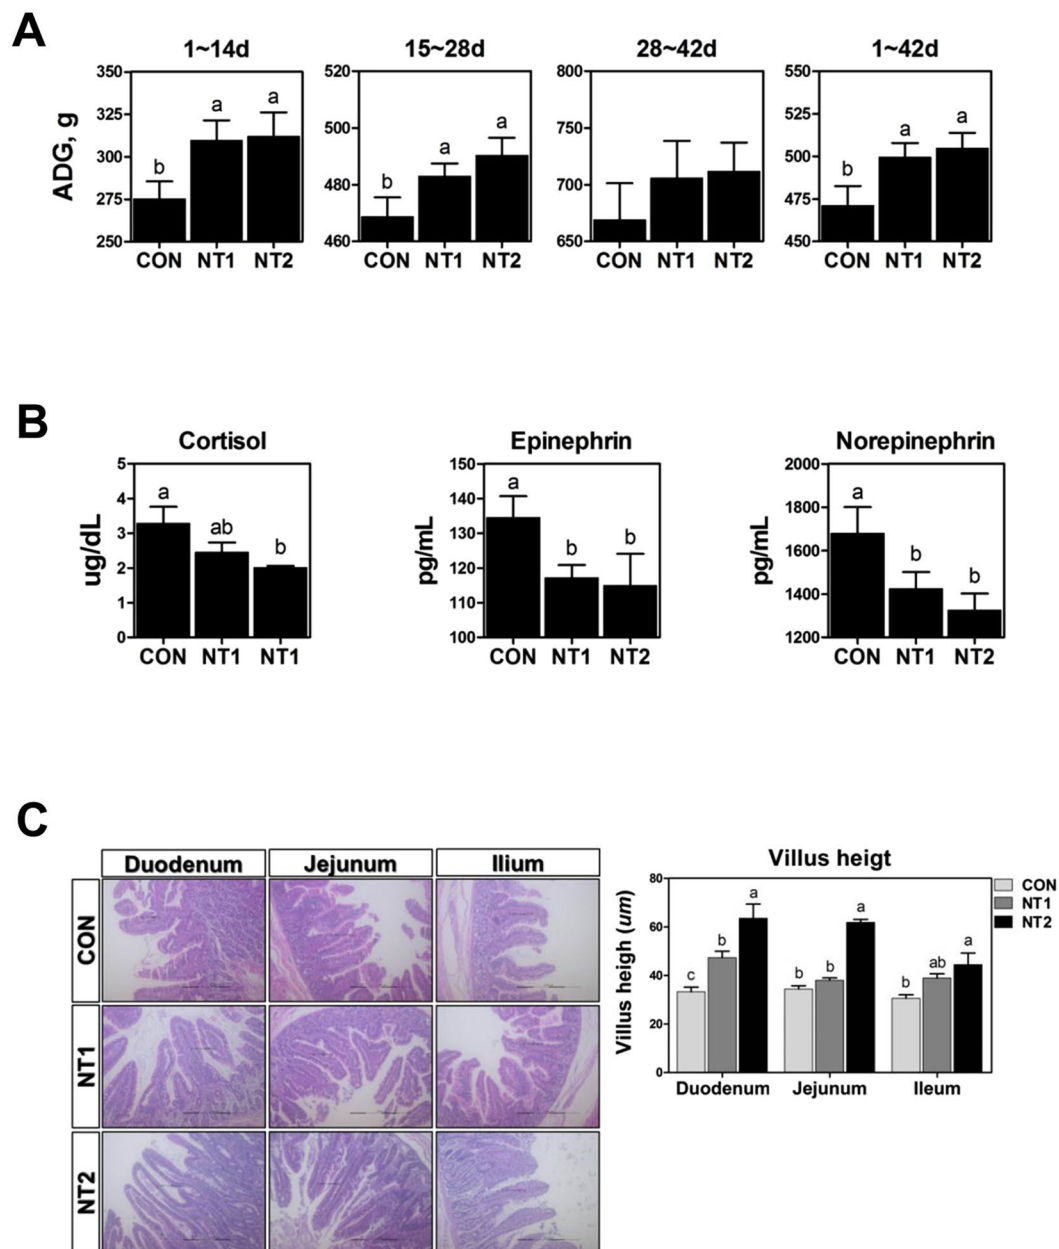 A
1~14d 15~28d 28~42d 1~42d
ADG, g
350 325 300 275 250
b a a
CON NT1 NT2
520 500 480 460
b a a
CON NT1 NT2
800 750 700 650
CON NT1 NT2
550 525 500 475 450
b a a
CON NT1 NT2
B
Cortisol Epinephrin Norepinephrin
ug/dL
5 4 3 2 1 0
a ab b
CON NT1 NT1
pg/mL
150 140 130 120 110 100
a b b
CON NT1 NT2
pg/mL
2000 1800 1600 1400 1200
a b b
CON NT1 NT2
C
Duodenum Jejunum Ilium
CON
NT1
NT2
Villus heigt
Villus heigh (um)
80 60 40 20 0
c b a b b a b ab a
Duodenum Jejunum Ileum
CON
NT1
NT2